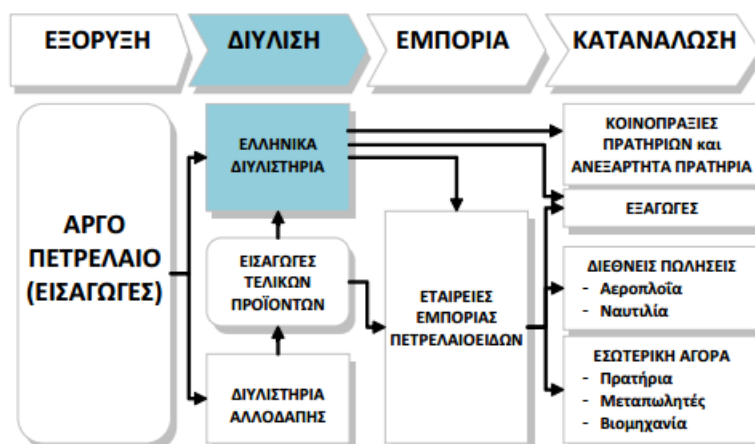 ΕΞΟΡΥΞΗ
ΔΙΥΛΙΣΗ
ΕΜΠΟΡΙΑ
ΚΑΤΑΝΑΛΩΣΗ
ΑΡΓΟ
ΠΕΤΡΕΛΑΙΟ
(ΕΙΣΑΓΩΓΕΣ)
ΕΛΛΗΝΙΚΑ
ΔΙΥΛΙΣΤΗΡΙΑ
ΕΙΣΑΓΩΓΕΣ
ΤΕΛΙΚΩΝ
ΠΡΟΪΟΝΤΩΝ
ΔΙΥΛΙΣΤΗΡΙΑ
ΑΛΛΟΔΑΠΗΣ
ΕΤΑΙΡΕΙΕΣ
ΕΜΠΟΡΙΑΣ
ΠΕΤΡΕΛΑΙΟΕΙΔΩΝ
ΚΟΙΝΟΠΡΑΞΙΕΣ
ΠΡΑΤΗΡΙΩΝ και
ΑΝΕΞΑΡΤΗΤΑ ΠΡΑΤΗΡΙΑ
ΕΞΑΓΩΓΕΣ
ΔΙΕΘΝΕΙΣ ΠΩΛΗΣΕΙΣ
- Αεροπλοΐα
- Ναυτιλία
ΕΣΩΤΕΡΙΚΗ ΑΓΟΡΑ
- Πρατήρια
- Μεταπωλητές
- Βιομηχανία